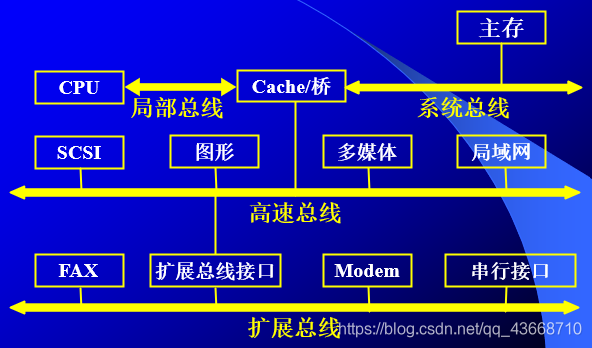 主存
CPU
Cache/桥
局部总线
系统总线
SCSI
图形
多媒体
局域网
高速总线
FAX
扩展总线接口
Modem
串行接口
扩展总线
https://blog.csdn.net/qq_43668710